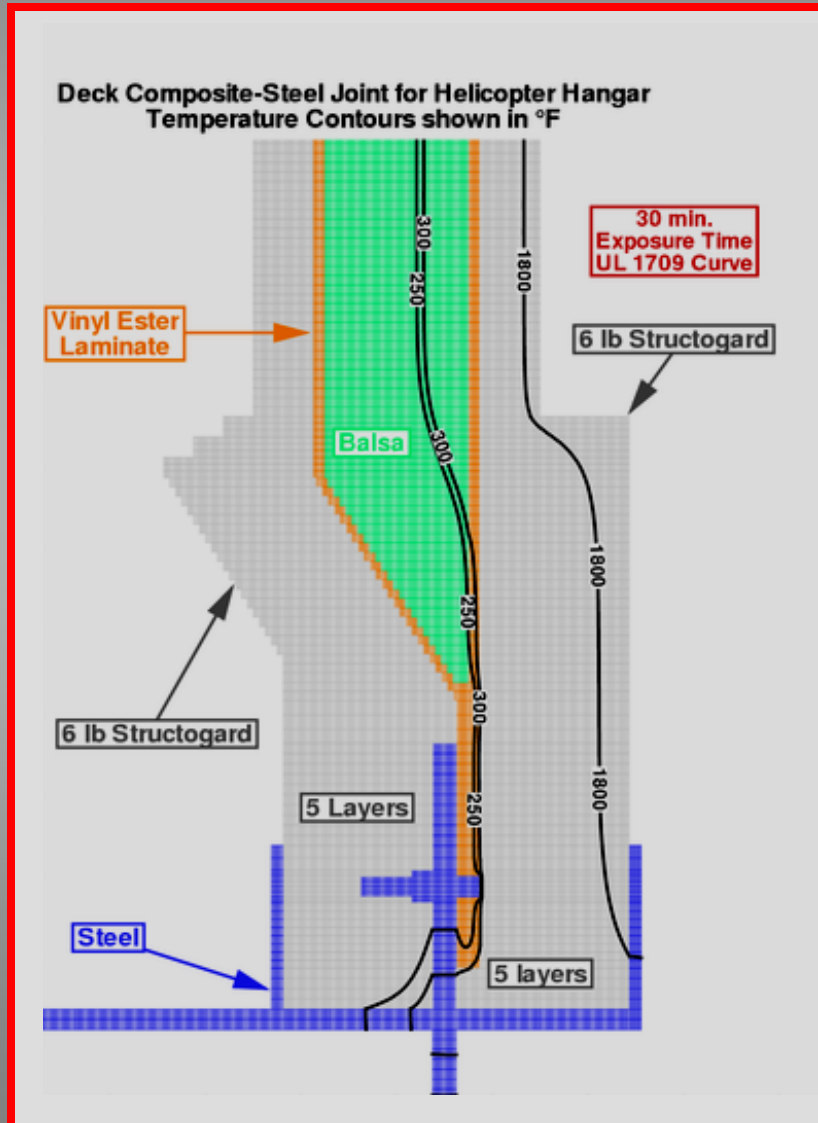 Deck Composite-Steel Joint for Helicopter Hangar
Temperature Contours shown in °F
30 min.
Exposure Time
UL 1709 Curve
300
250
1800
Vinyl Ester
Laminate
6 lb Structogard
Balsa
300
1800
250
6 lb Structogard
300
1800
5 Layers
250
Steel
5 layers